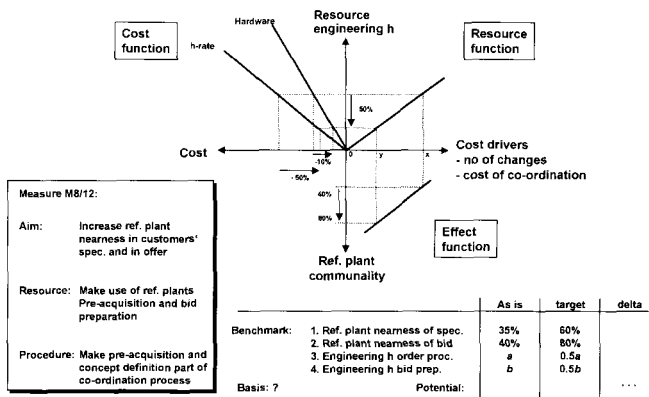 Resource
engineering h
Hardware
Cost
function
h-rate
Resource
function
50%
Cost
-10%
0
y
x
- 50%
Cost drivers
- no of changes
- cost of co-ordination
40%
80%
Effect
function
Ref. plant
communality
Measure M8/12:
Aim: Increase ref. plant
nearness in customers'
spec. and in offer
Resource: Make use of ref. plants
Pre-acquisition and bid
preparation
Procedure: Make pre-acquisition and
concept definition part of
co-ordination process
As is target delta
Benchmark: 1. Ref. plant nearness of spec. 35% 60%
2. Ref. plant nearness of bid 40% 80%
3. Engineering h order proc. a 0.5a
4. Engineering h bid prep. b 0.5b
Basis: ? Potential: . . .